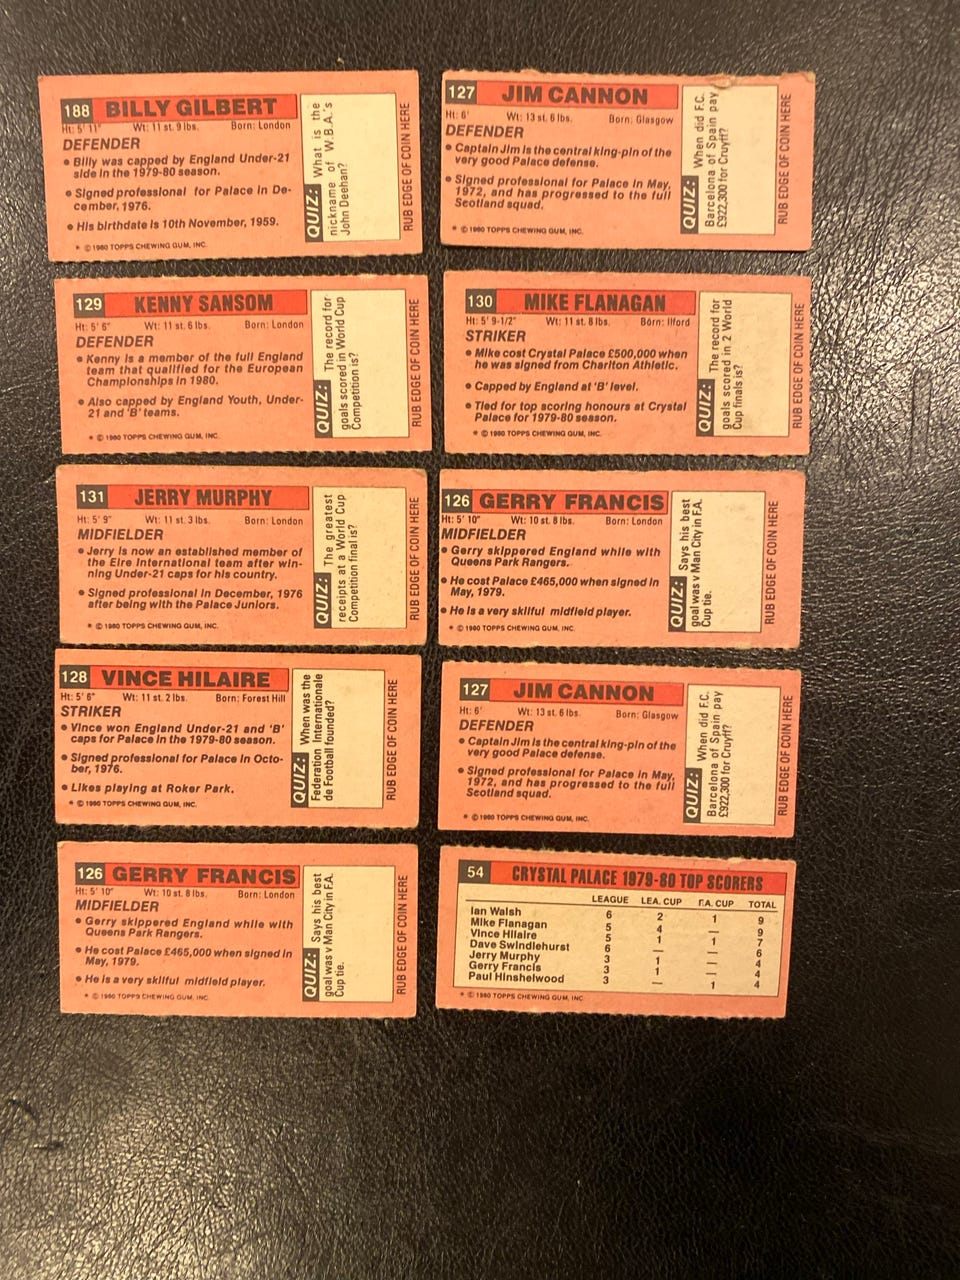 188 BILLY GILBERT
Ht: 5' 11" Wt: 11 st. 9 lbs. Born: London
DEFENDER
• Billy was capped by England Under-21
side in the 1979-80 season.
• Signed professional for Palace in De-
cember, 1976.
• His birthdate is 10th November, 1959.
* © 1980 TOPPS CHEWING GUM, INC.
QUIZ: What is the
nickname of W.B.A.'s
John Deehan?
RUB EDGE OF COIN HERE
127 JIM CANNON
Ht: 6' Wt: 13 st. 6 lbs. Born: Glasgow
DEFENDER
• Captain Jim is the central king-pin of the
very good Palace defense.
• Signed professional for Palace in May,
1972, and has progressed to the full
Scotland squad.
* © 1980 TOPPS CHEWING GUM, INC.
QUIZ: When did F.C.
Barcelona of Spain pay
£922,300 for Cruyff?
RUB EDGE OF COIN HERE
129 KENNY SANSOM
Ht: 5' 6" Wt: 11 st. 6 lbs. Born: London
DEFENDER
• Kenny is a member of the full England
team that qualified for the European
Championships in 1980.
• Also capped by England Youth, Under-
21 and 'B' teams.
* © 1980 TOPPS CHEWING GUM, INC.
QUIZ: The record for
goals scored in World Cup
Competition is?
RUB EDGE OF COIN HERE
130 MIKE FLANAGAN
Ht: 5' 9-1/2" Wt: 11 st. 8 lbs. Born: Ilford
STRIKER
• Mike cost Crystal Palace £500,000 when
he was signed from Charlton Athletic.
• Capped by England at 'B' level.
• Tied for top scoring honours at Crystal
Palace for 1979-80 season.
* © 1980 TOPPS CHEWING GUM, INC.
QUIZ: The record for
goals scored in 2 World
Cup finals is?
RUB EDGE OF COIN HERE
131 JERRY MURPHY
Ht: 5' 9" Wt: 11 st. 3 lbs. Born: London
MIDFIELDER
• Jerry is now an established member of
the Eire International team after win-
ning Under-21 caps for his country.
• Signed professional in December, 1976
after being with the Palace Juniors.
* © 1980 TOPPS CHEWING GUM, INC.
QUIZ: The greatest
receipts at a World Cup
Competition final is?
RUB EDGE OF COIN HERE
126 GERRY FRANCIS
Ht: 5' 10" Wt: 10 st. 8 lbs. Born: London
MIDFIELDER
• Gerry skippered England while with
Queens Park Rangers.
• He cost Palace £465,000 when signed in
May, 1979.
• He is a very skilful midfield player.
* © 1980 TOPPS CHEWING GUM, INC.
QUIZ: Says his best
goal was v Man City in F.A.
Cup tie.
RUB EDGE OF COIN HERE
128 VINCE HILAIRE
Ht: 5' 6" Wt: 11 st. 2 lbs. Born: Forest Hill
STRIKER
• Vince won England Under-21 and 'B'
caps for Palace in the 1979-80 season.
• Signed professional for Palace in Octo-
ber, 1976.
• Likes playing at Roker Park.
* © 1980 TOPPS CHEWING GUM, INC.
QUIZ: When was the
Federation Internationale
de Football founded?
RUB EDGE OF COIN HERE
127 JIM CANNON
Ht: 6' Wt: 13 st. 6 lbs. Born: Glasgow
DEFENDER
• Captain Jim is the central king-pin of the
very good Palace defense.
• Signed professional for Palace in May,
1972, and has progressed to the full
Scotland squad.
* © 1980 TOPPS CHEWING GUM, INC.
QUIZ: When did F.C.
Barcelona of Spain pay
£922,300 for Cruyff?
RUB EDGE OF COIN HERE
126 GERRY FRANCIS
Ht: 5' 10" Wt: 10 st. 8 lbs. Born: London
MIDFIELDER
• Gerry skippered England while with
Queens Park Rangers.
• He cost Palace £465,000 when signed in
May, 1979.
• He is a very skilful midfield player.
* © 1980 TOPPS CHEWING GUM, INC.
QUIZ: Says his best
goal was v Man City in F.A.
Cup tie.
RUB EDGE OF COIN HERE
54 CRYSTAL PALACE 1979-80 TOP SCORERS
LEAGUE LEA. CUP F.A. CUP TOTAL
Ian Walsh 6 2 1 9
Mike Flanagan 5 4 — 9
Vince Hilaire 5 1 1 7
Dave Swindlehurst 6 — — 6
Jerry Murphy 3 1 — 4
Gerry Francis 3 1 — 4
Paul Hinshelwood 3 — 1 4
* © 1980 TOPPS CHEWING GUM, INC.